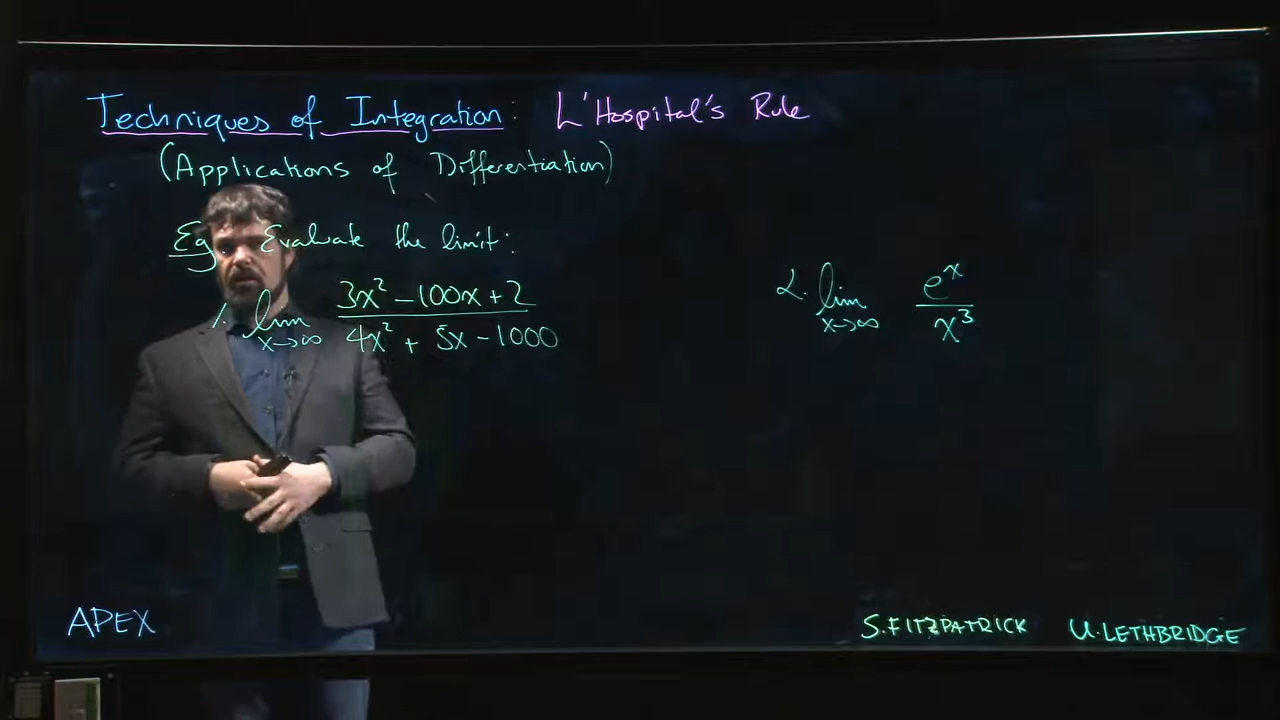 Techniques of Integration: L'Hospital's Rule
(Applications of Differentiation)
Eg Evaluate the limit:
1. lim x→∞ (3x² − 100x + 2)/(4x² + 5x − 1000)
2. lim x→∞ eˣ/x³
APEX
S.FITZPATRICK U.LETHBRIDGE